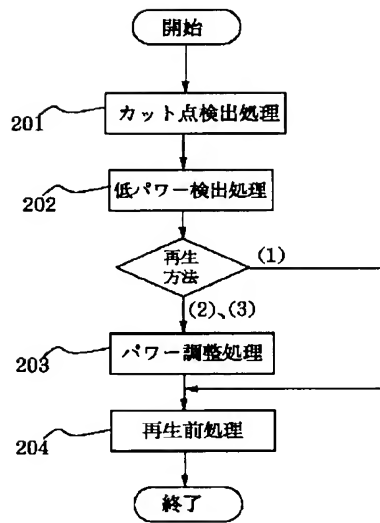 開始
201
カット点検出処理
202
低パワー検出処理
再生
方法
(1)
(2)、(3)
203
パワー調整処理
204
再生前処理
終了